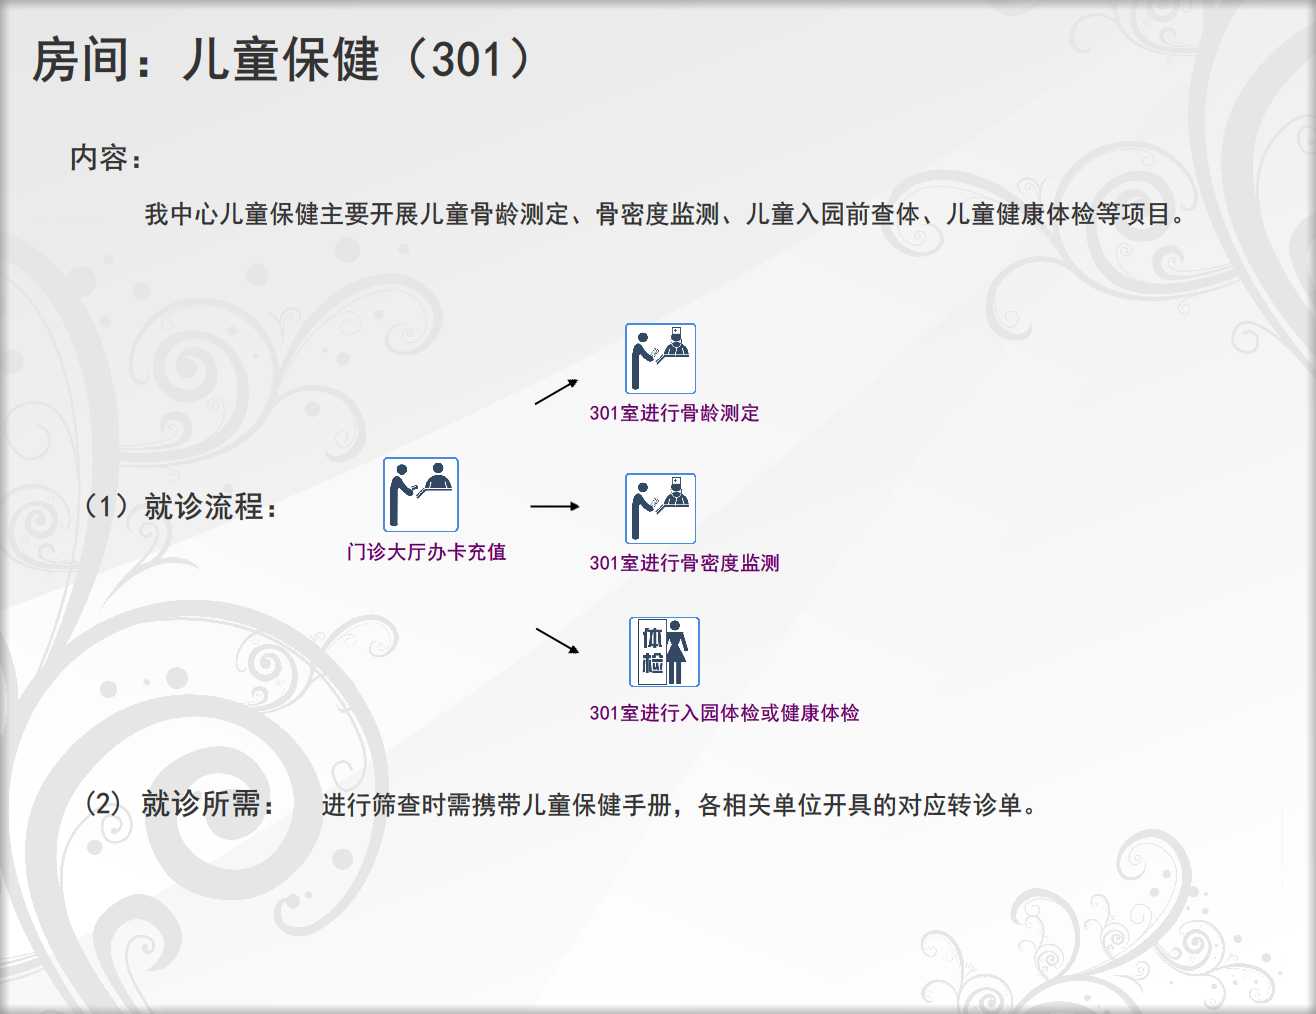 房间：儿童保健（301）
内容：
我中心儿童保健主要开展儿童骨龄测定、骨密度监测、儿童入园前查体、儿童健康体检等项目。
301室进行骨龄测定
（1）就诊流程：
门诊大厅办卡充值
301室进行骨密度监测
体检
301室进行入园体检或健康体检
（2）就诊所需： 进行筛查时需携带儿童保健手册，各相关单位开具的对应转诊单。